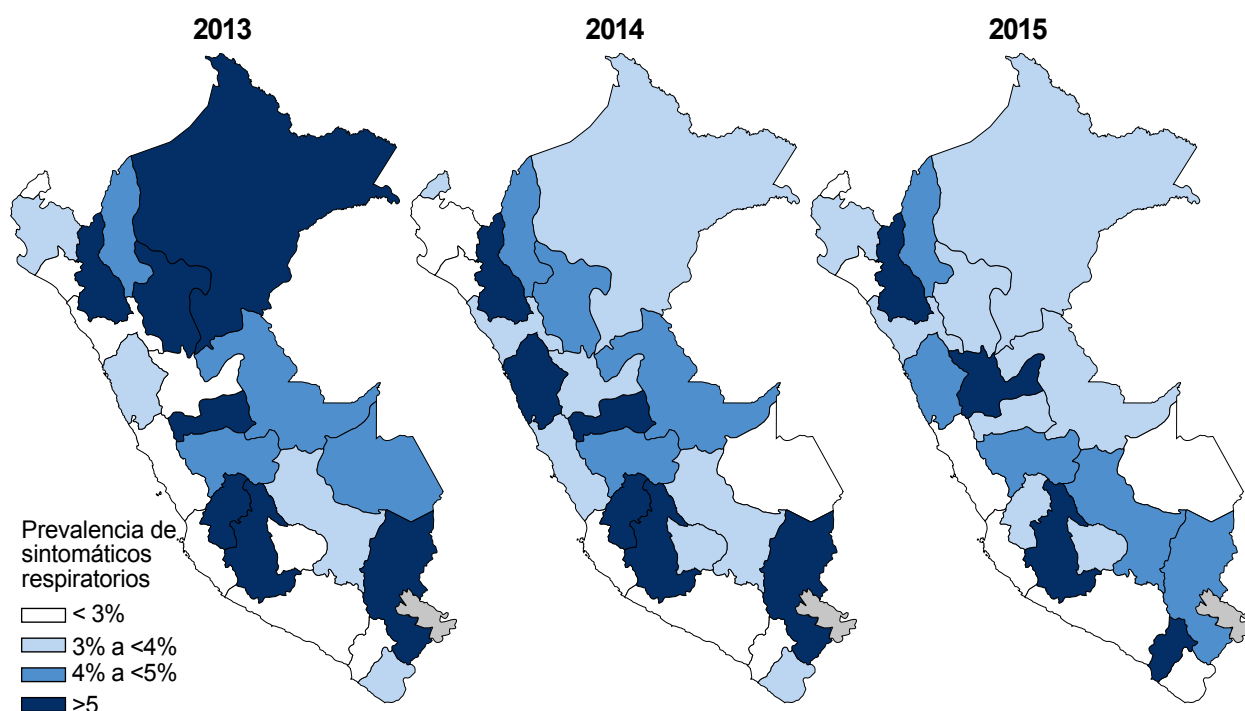 2013
2014
2015
Prevalencia de
sintomáticos
respiratorios
< 3%
3% a <4%
4% a <5%
>5